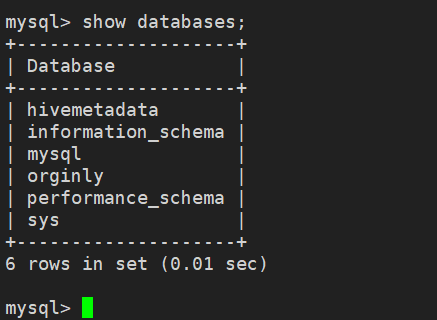 mysql> show databases;
+--------------------+
| Database           |
+--------------------+
| hivemetadata       |
| information_schema |
| mysql              |
| orginly            |
| performance_schema |
| sys                |
+--------------------+
6 rows in set (0.01 sec)
mysql>